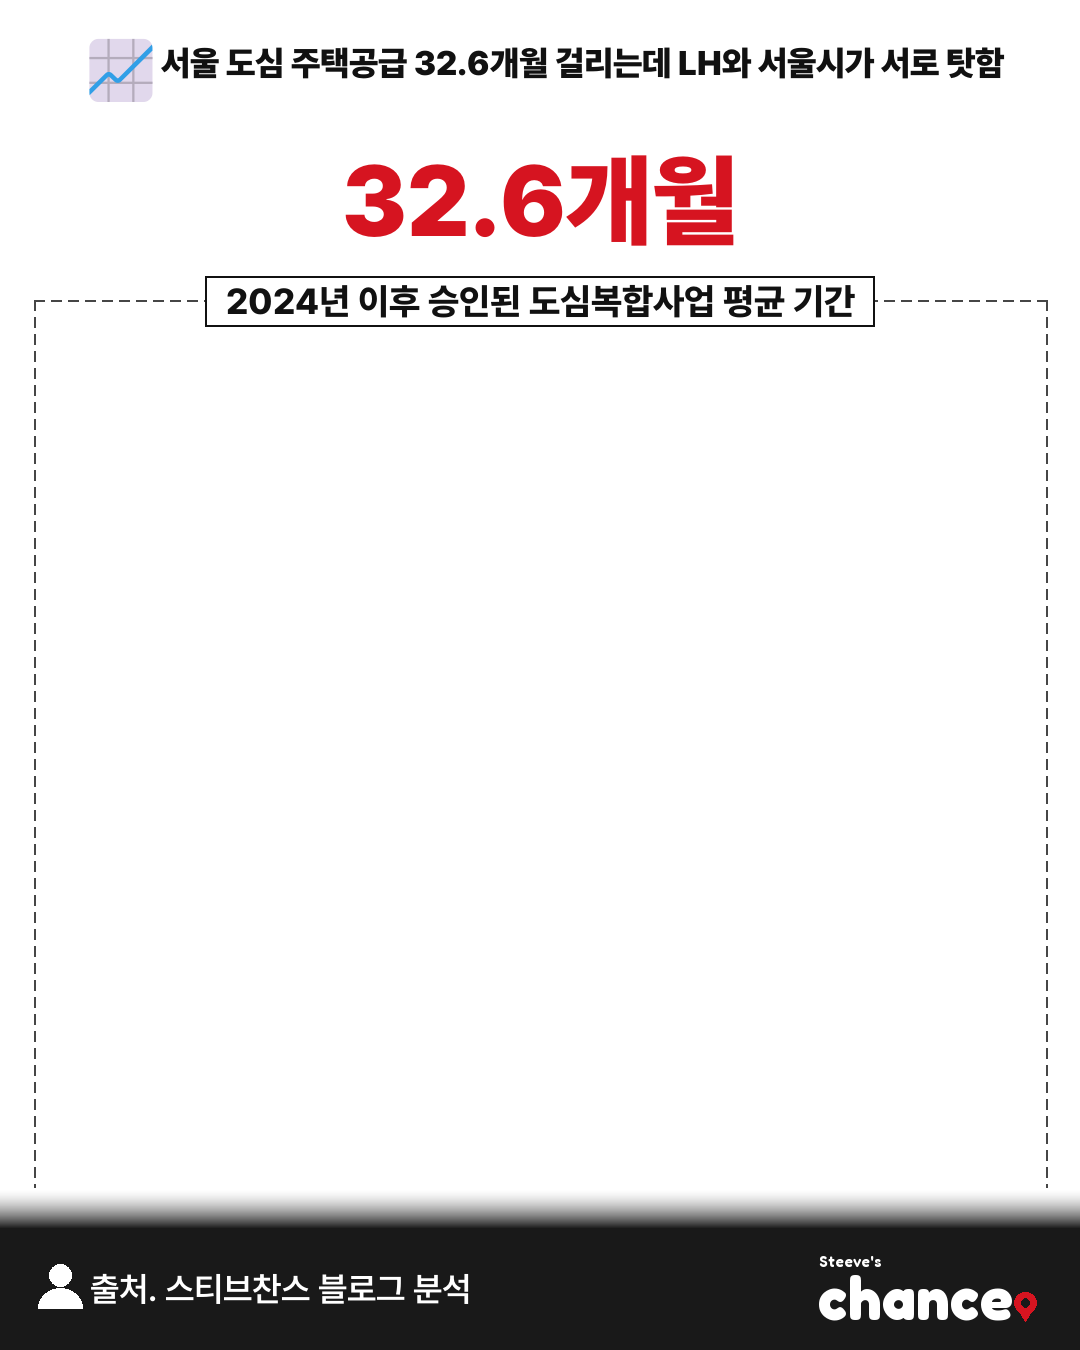 서울 도심 주택공급 32.6개월 걸리는데 LH와 서울시가 서로 탓함
32.6개월
2024년 이후 승인된 도심복합사업 평균 기간
출처. 스티브찬스 블로그 분석
Steeve's
chance